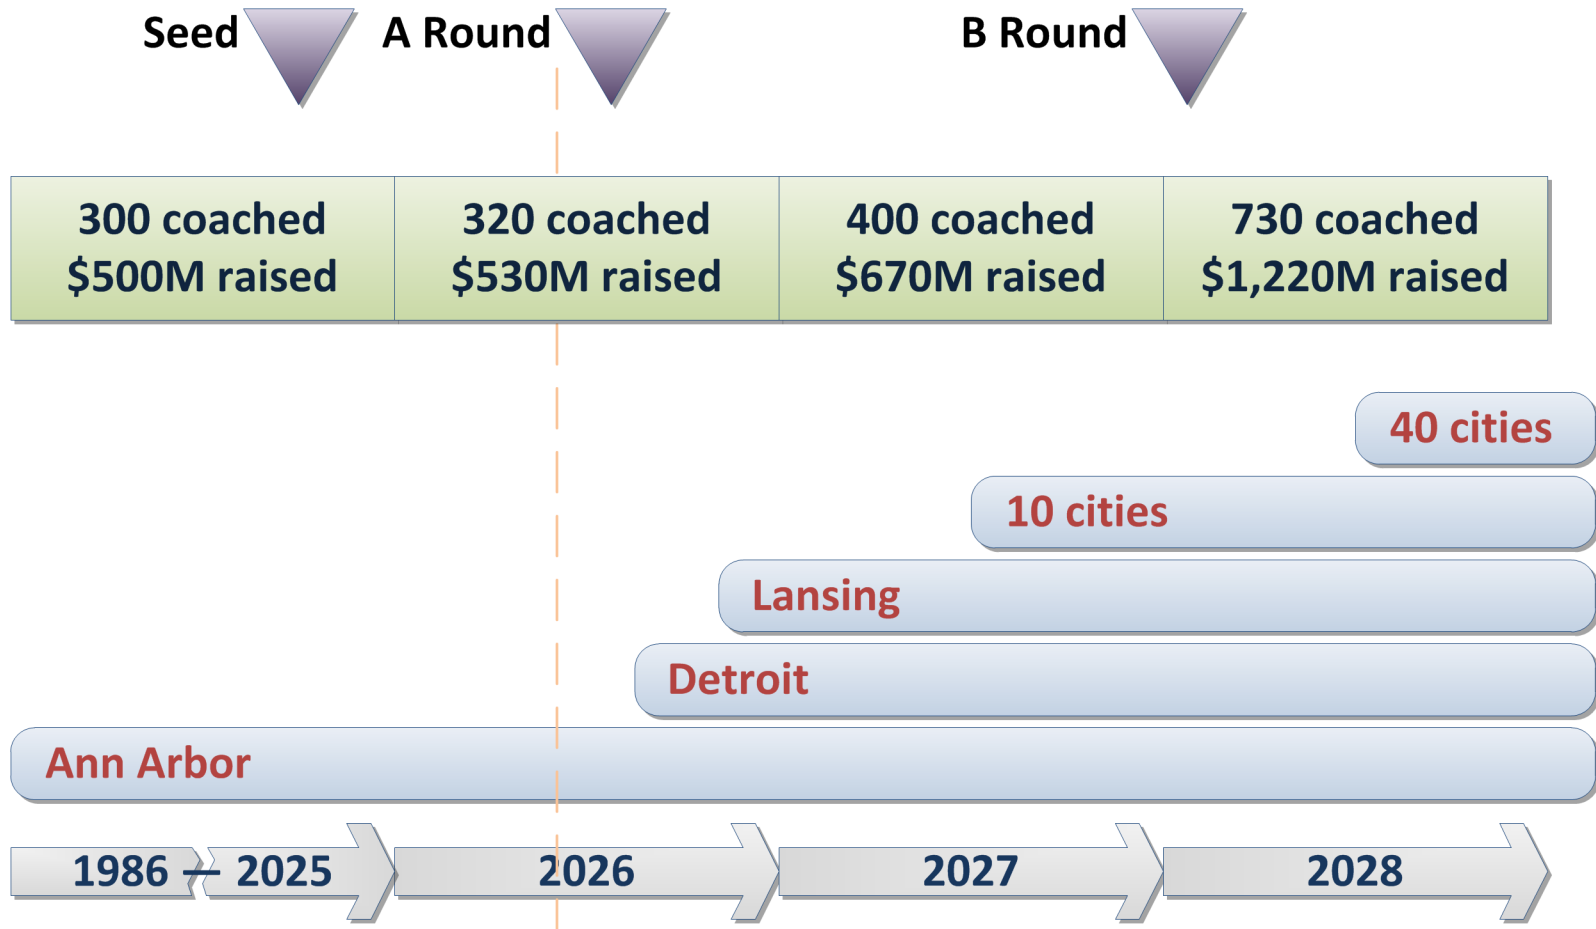 Seed
A Round
B Round
300 coached
$500M raised
320 coached
$530M raised
400 coached
$670M raised
730 coached
$1,220M raised
40 cities
10 cities
Lansing
Detroit
Ann Arbor
1986 — 2025
2026
2027
2028